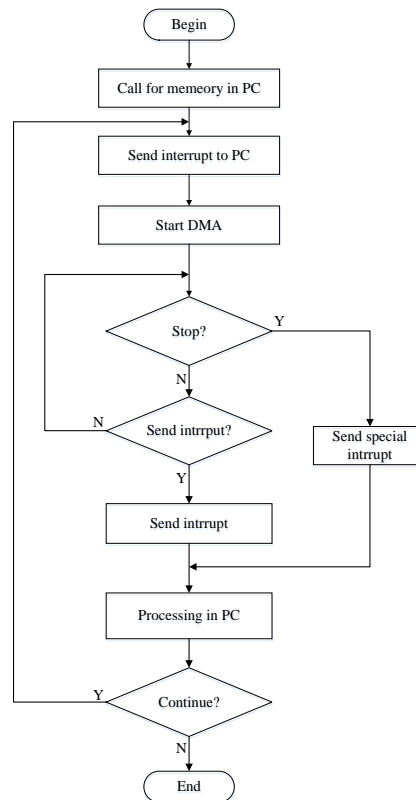 Begin
Call for memeory in PC
Send interrupt to PC
Start DMA
Stop?
Y
N
Send intrrput?
N
Y
Send special
intrrupt
Send intrrupt
Processing in PC
Continue?
Y
N
End